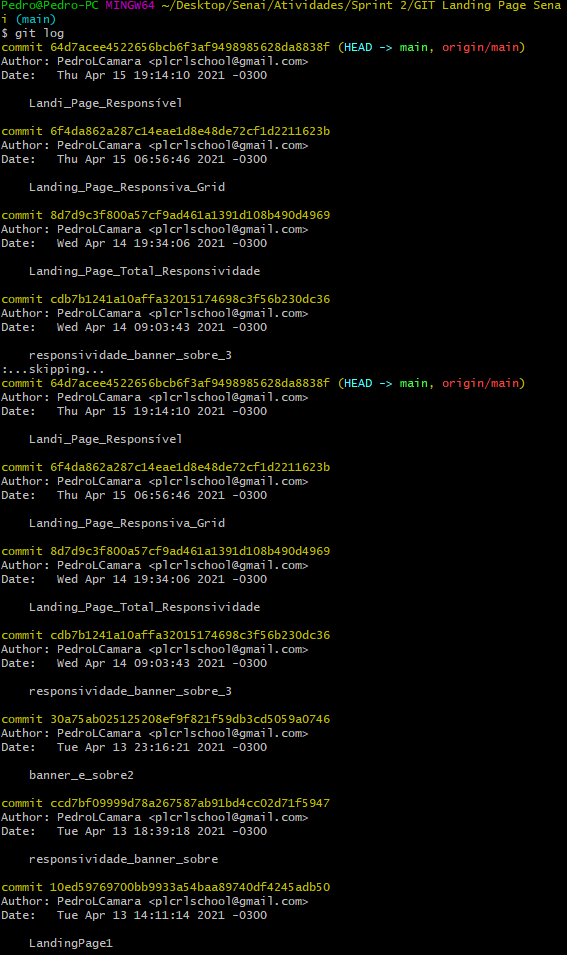 Pedro@Pedro-PC MINGW64 ~/Desktop/Senai/Atividades/Sprint 2/GIT Landing Page Sena
i (main)
$ git log
commit 64d7acee4522656bcb6f3af9498985628da8838f (HEAD -> main, origin/main)
Author: PedroLCamara <plcrlschool@gmail.com>
Date:   Thu Apr 15 19:14:10 2021 -0300

    Landi_Page_Responsível

commit 6f4da862a287c14eae1d8e48de72cf1d2211623b
Author: PedroLCamara <plcrlschool@gmail.com>
Date:   Thu Apr 15 06:56:46 2021 -0300

    Landing_Page_Responsiva_Grid

commit 8d7d9c3f800a57cf9ad461a1391d108b490d4969
Author: PedroLCamara <plcrlschool@gmail.com>
Date:   Wed Apr 14 19:34:06 2021 -0300

    Landing_Page_Total_Responsividade

commit cdb7b1241a10affa32015174698c3f56b230dc36
Author: PedroLCamara <plcrlschool@gmail.com>
Date:   Wed Apr 14 09:03:43 2021 -0300

    responsividade_banner_sobre_3
:...skipping...
commit 64d7acee4522656bcb6f3af9498985628da8838f (HEAD -> main, origin/main)
Author: PedroLCamara <plcrlschool@gmail.com>
Date:   Thu Apr 15 19:14:10 2021 -0300

    Landi_Page_Responsível

commit 6f4da862a287c14eae1d8e48de72cf1d2211623b
Author: PedroLCamara <plcrlschool@gmail.com>
Date:   Thu Apr 15 06:56:46 2021 -0300

    Landing_Page_Responsiva_Grid

commit 8d7d9c3f800a57cf9ad461a1391d108b490d4969
Author: PedroLCamara <plcrlschool@gmail.com>
Date:   Wed Apr 14 19:34:06 2021 -0300

    Landing_Page_Total_Responsividade

commit cdb7b1241a10affa32015174698c3f56b230dc36
Author: PedroLCamara <plcrlschool@gmail.com>
Date:   Wed Apr 14 09:03:43 2021 -0300

    responsividade_banner_sobre_3

commit 30a75ab025125208ef9f821f59db3cd5059a0746
Author: PedroLCamara <plcrlschool@gmail.com>
Date:   Tue Apr 13 23:16:21 2021 -0300

    banner_e_sobre2

commit ccd7bf09999d78a267587ab91bd4cc02d71f5947
Author: PedroLCamara <plcrlschool@gmail.com>
Date:   Tue Apr 13 18:39:18 2021 -0300

    responsividade_banner_sobre

commit 10ed59769700bb9933a54baa89740df4245adb50
Author: PedroLCamara <plcrlschool@gmail.com>
Date:   Tue Apr 13 14:11:14 2021 -0300

    LandingPage1